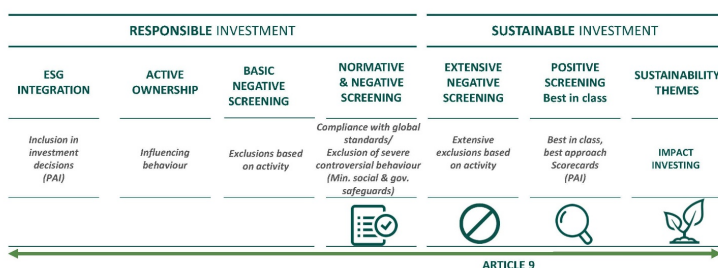 RESPONSIBLE INVESTMENT
SUSTAINABLE INVESTMENT
ESG
INTEGRATION
ACTIVE
OWNERSHIP
BASIC
NEGATIVE
SCREENING
NORMATIVE
& NEGATIVE
SCREENING
EXTENSIVE
NEGATIVE
SCREENING
POSITIVE
SCREENING
Best in class
SUSTAINABILITY
THEMES
Inclusion in
investment
decisions
(PAI)
Influencing
behaviour
Exclusions based
on activity
Compliance with global
standards/
Exclusion of severe
controversial behaviour
(Min. social & gov.
safeguards)
Extensive
exclusions based
on activity
Best in class,
best approach
Scorecards
(PAI)
IMPACT
INVESTING
ARTICLE 9